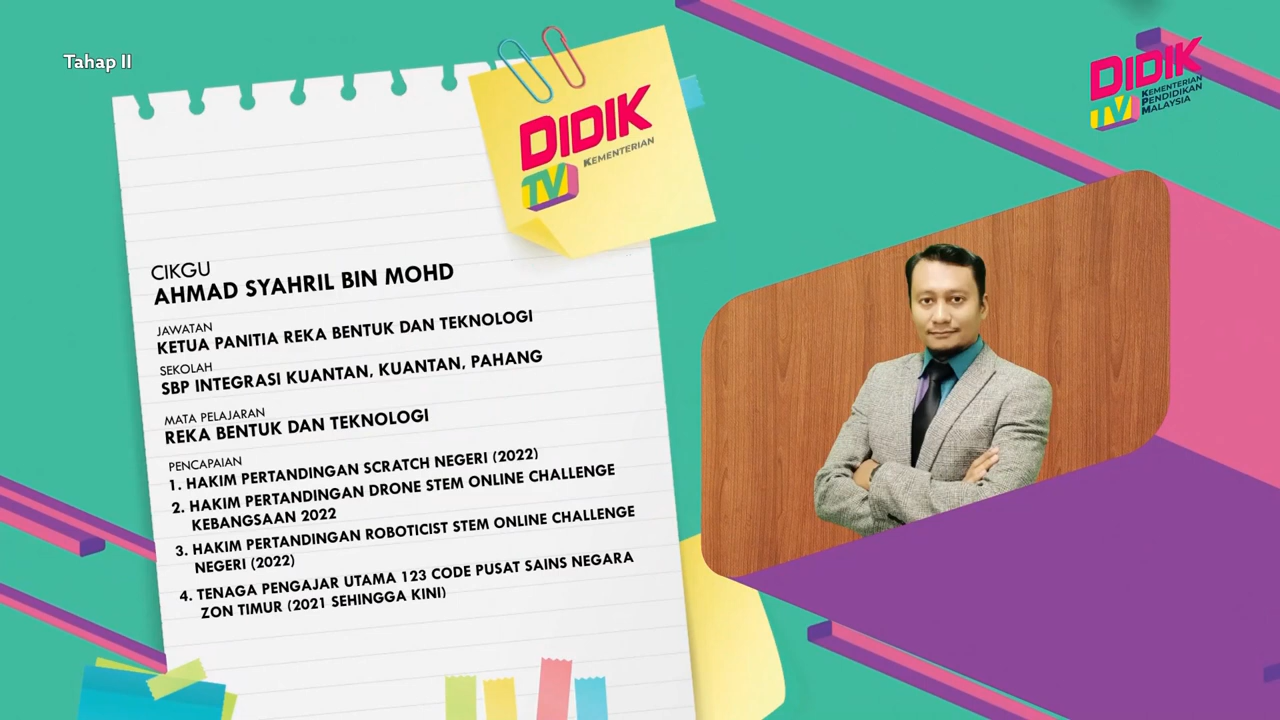 Tahap II
DIDIK
TV
KEMENTERIAN
PENDIDIKAN
MALAYSIA
DIDIK
TV KEMENTERIAN
CIKGU
AHMAD SYAHRIL BIN MOHD
JAWATAN
KETUA PANITIA REKA BENTUK DAN TEKNOLOGI
SEKOLAH
SBP INTEGRASI KUANTAN, KUANTAN, PAHANG
MATA PELAJARAN
REKA BENTUK DAN TEKNOLOGI
PENCAPAIAN
1. HAKIM PERTANDINGAN SCRATCH NEGERI (2022)
2. HAKIM PERTANDINGAN DRONE STEM ONLINE CHALLENGE
KEBANGSAAN 2022
3. HAKIM PERTANDINGAN ROBOTICIST STEM ONLINE CHALLENGE
NEGERI (2022)
4. TENAGA PENGAJAR UTAMA 123 CODE PUSAT SAINS NEGARA
ZON TIMUR (2021 SEHINGGA KINI)